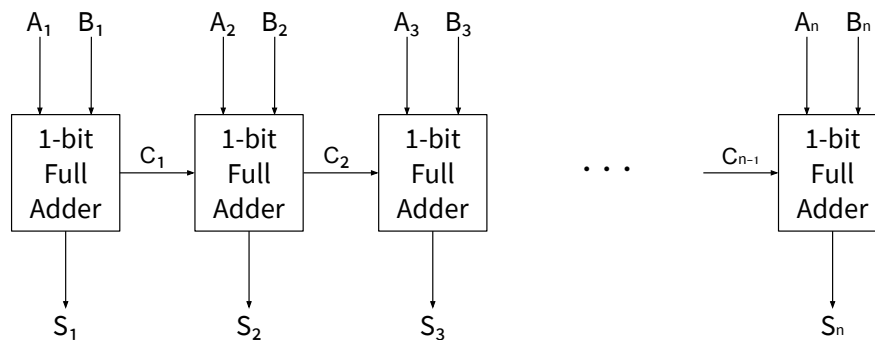 A₁ B₁ A₂ B₂ A₃ B₃ Aₙ Bₙ
1-bit Full Adder
C₁
1-bit Full Adder
C₂
1-bit Full Adder
. . .
Cₙ₋₁
1-bit Full Adder
S₁ S₂ S₃ Sₙ